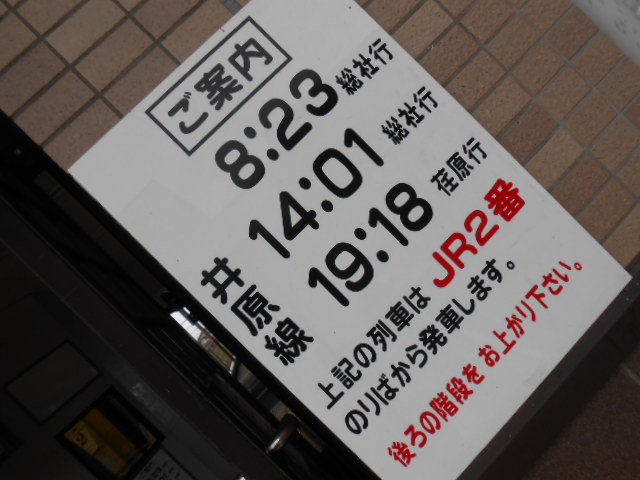 ご案内
井原線
8:23 総社行
14:01 総社行
19:18 荏原行
上記の列車は JR2番
のりばから発車します。
後ろの階段を お上がり下さい。